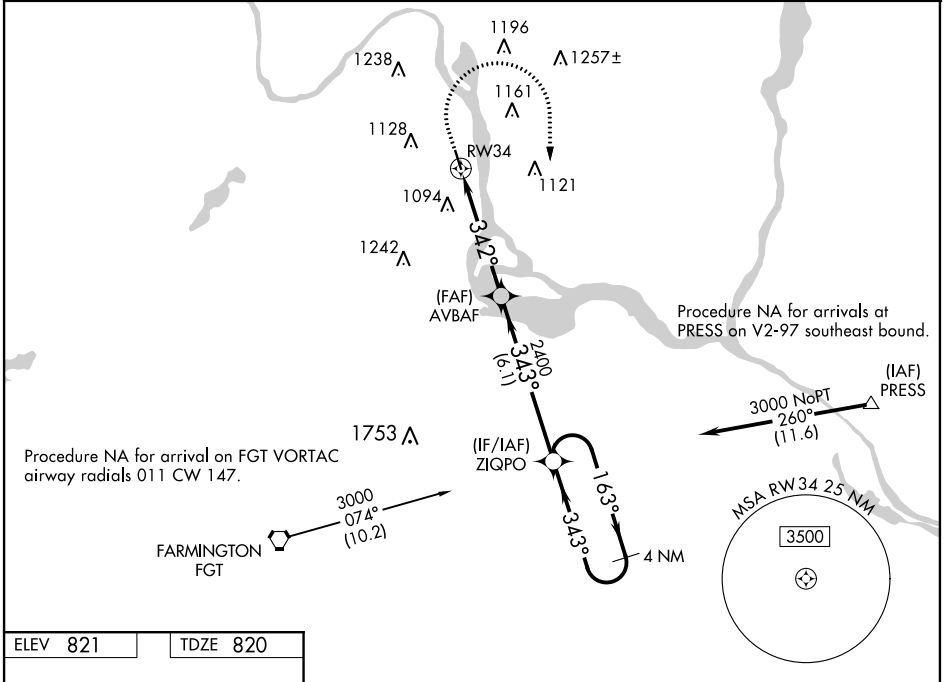 1196
1238
1257±
1161
1128
RW34
1121
1094
342°
1242
(FAF)
AVBAF
Procedure NA for arrivals at
PRESS on V2-97 southeast bound.
2400
343°
(6.1)
(IAF)
PRESS
3000 NoPT
260°
(11.6)
1753
(IF/IAF)
ZIQPO
Procedure NA for arrival on FGT VORTAC
airway radials 011 CW 147.
163°
343°
4 NM
3000
074°
(10.2)
FARMINGTON
FGT
MSA RW34 25 NM
3500
ELEV 821
TDZE 820